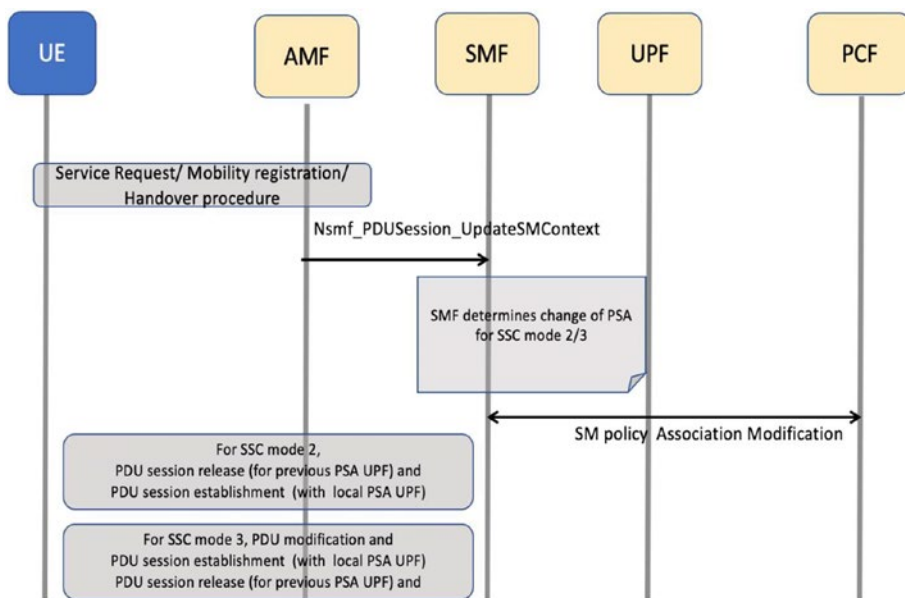 UE
AMF
SMF
UPF
PCF
Service Request/ Mobility registration/
Handover procedure
Nsmf_PDUSession_UpdateSMContext
SMF determines change of PSA
for SSC mode 2/3
SM policy Association Modification
For SSC mode 2,
PDU session release (for previous PSA UPF) and
PDU session establishment (with local PSA UPF)
For SSC mode 3, PDU modification and
PDU session establishment (with local PSA UPF)
PDU session release (for previous PSA UPF) and